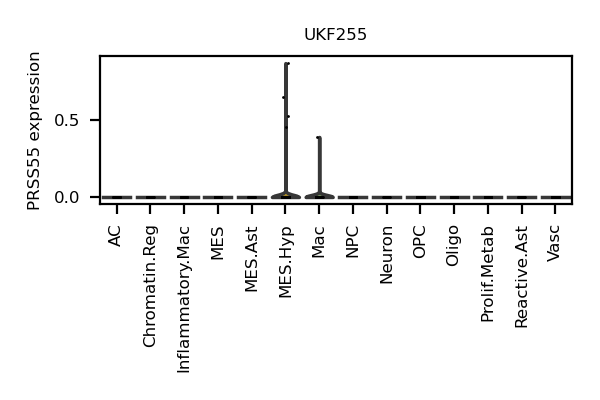 UKF255
PRSS55 expression
0.5
0.0
AC
Chromatin.Reg
Inflammatory.Mac
MES
MES.Ast
MES.Hyp
Mac
NPC
Neuron
OPC
Oligo
Prolif.Metab
Reactive.Ast
Vasc